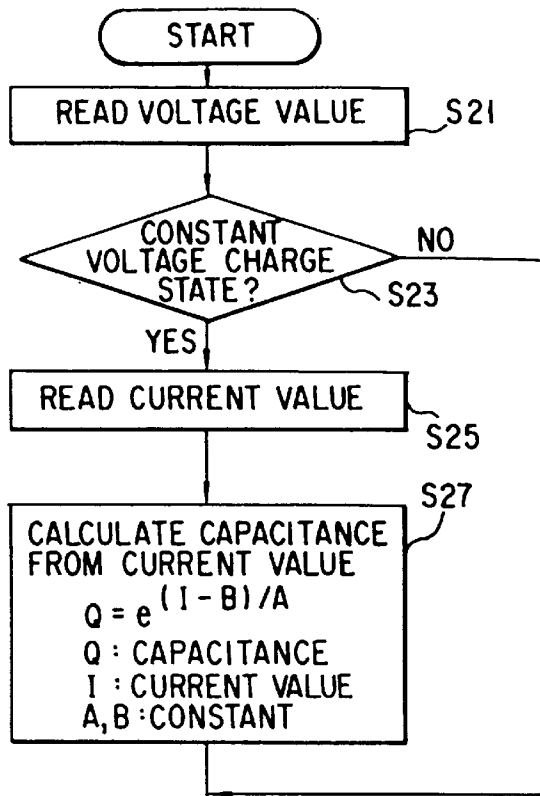 START
READ VOLTAGE VALUE
S21
CONSTANT
VOLTAGE CHARGE
STATE?
NO
S23
YES
READ CURRENT VALUE
S25
S27
CALCULATE CAPACITANCE
FROM CURRENT VALUE
Q = e^(I-B)/A
Q : CAPACITANCE
I : CURRENT VALUE
A,B : CONSTANT